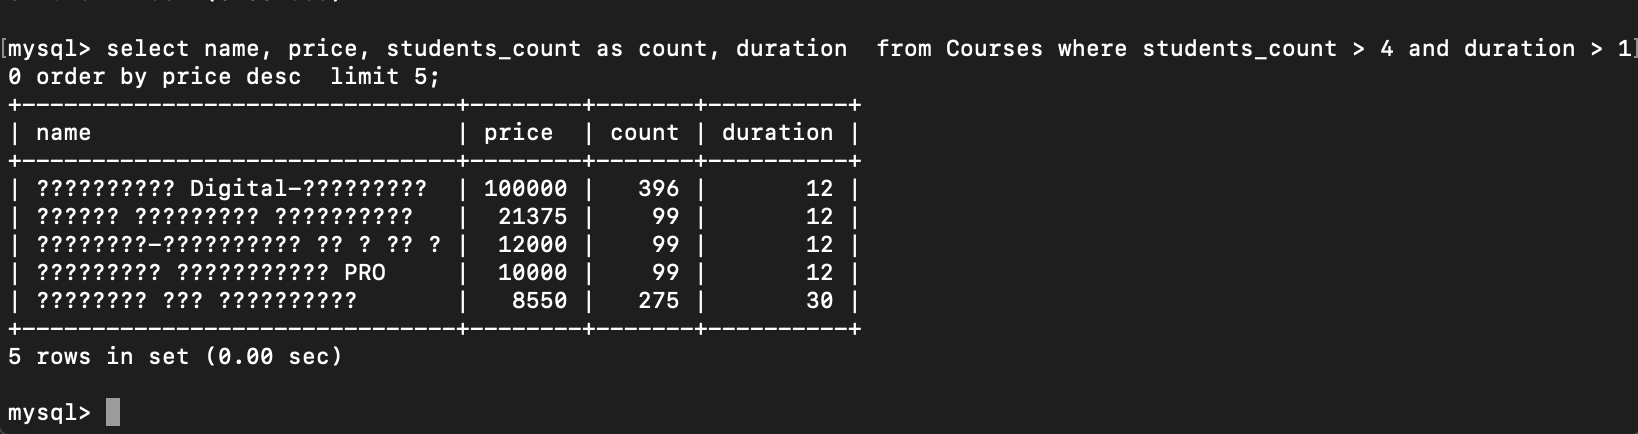 [mysql> select name, price, students_count as count, duration  from Courses where students_count > 4 and duration > 1]
0 order by price desc  limit 5;
+------------------------------+--------+-------+----------+
| name                         | price  | count | duration |
+------------------------------+--------+-------+----------+
| ?????????? Digital-????????? | 100000 |   396 |       12 |
| ?????? ????????? ??????????  |  21375 |    99 |       12 |
| ????????-?????????? ?? ? ?? ? |  12000 |    99 |       12 |
| ????????? ??????????? PRO    |  10000 |    99 |       12 |
| ???????? ??? ??????????      |   8550 |   275 |       30 |
+------------------------------+--------+-------+----------+
5 rows in set (0.00 sec)
mysql>